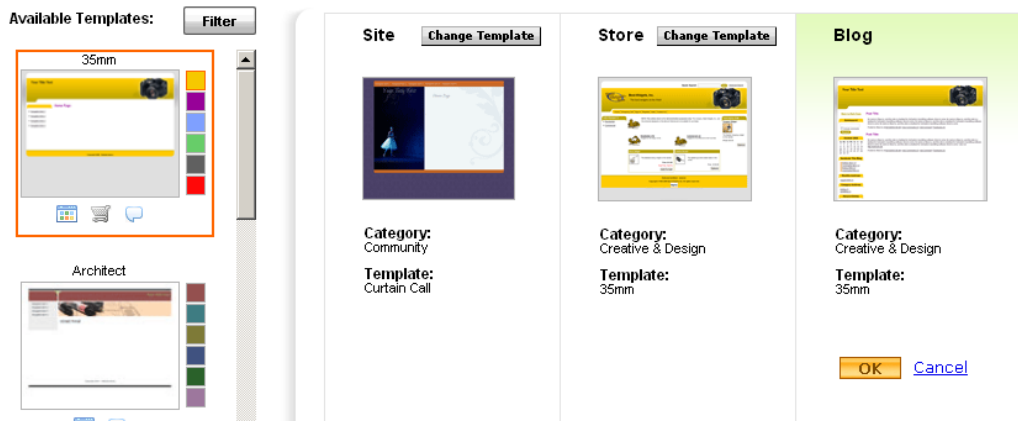 Available Templates:
Filter
35mm
Architect
Site
Change Template
Category:
Community
Template:
Curtain Call
Store
Change Template
Category:
Creative & Design
Template:
35mm
Blog
Category:
Creative & Design
Template:
35mm
OK
Cancel